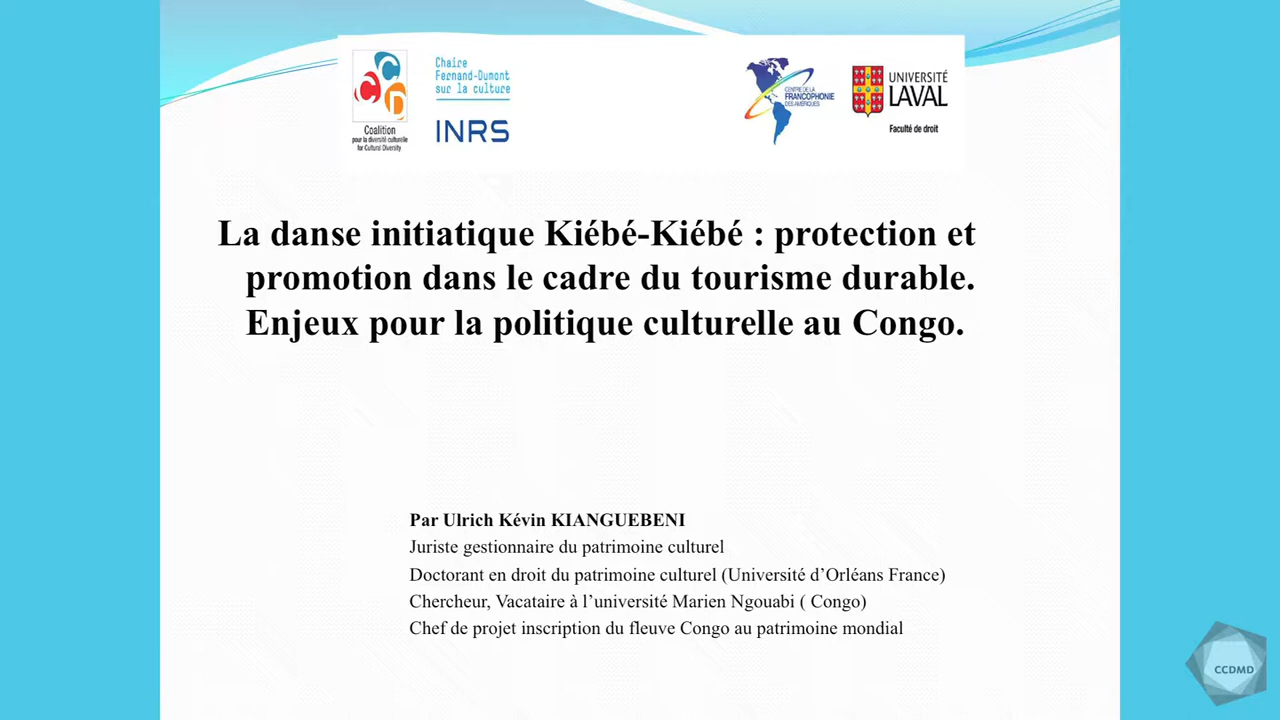 Coalition
pour la diversité culturelle
for Cultural Diversity
Chaire
Fernand-Dumont
sur la culture
INRS
CENTRE DE LA
FRANCOPHONIE
DES AMÉRIQUES
UNIVERSITÉ
LAVAL
Faculté de droit
La danse initiatique Kiébé-Kiébé : protection et
promotion dans le cadre du tourisme durable.
Enjeux pour la politique culturelle au Congo.
Par Ulrich Kévin KIANGUEBENI
Juriste gestionnaire du patrimoine culturel
Doctorant en droit du patrimoine culturel (Université d’Orléans France)
Chercheur, Vacataire à l’université Marien Ngouabi ( Congo)
Chef de projet inscription du fleuve Congo au patrimoine mondial
CCDMD